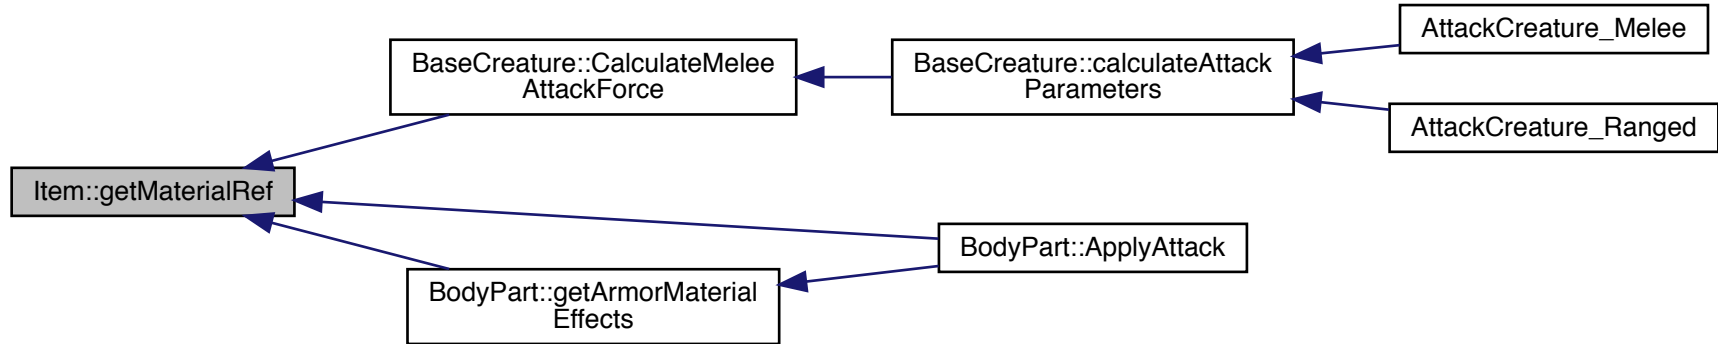 AttackCreature_Melee
BaseCreature::CalculateMelee
AttackForce
BaseCreature::calculateAttack
Parameters
AttackCreature_Ranged
Item::getMaterialRef
BodyPart::ApplyAttack
BodyPart::getArmorMaterial
Effects